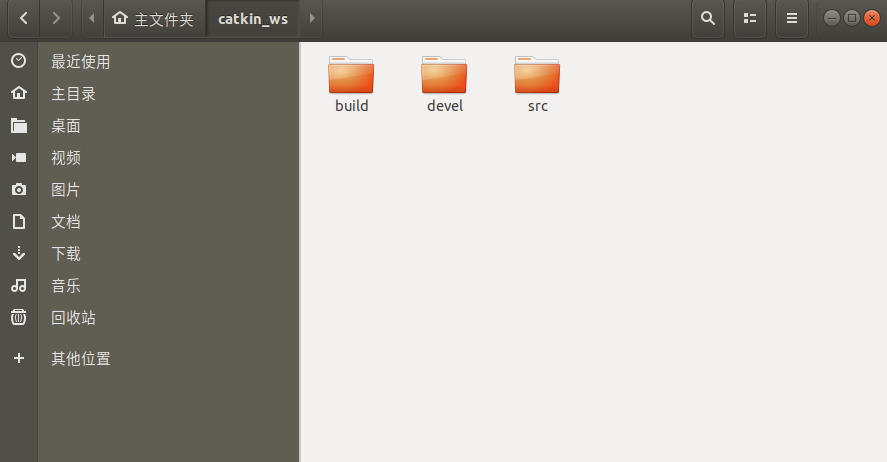 主文件夹 catkin_ws
最近使用
主目录
桌面
视频
图片
文档
下载
音乐
回收站
其他位置
build devel src